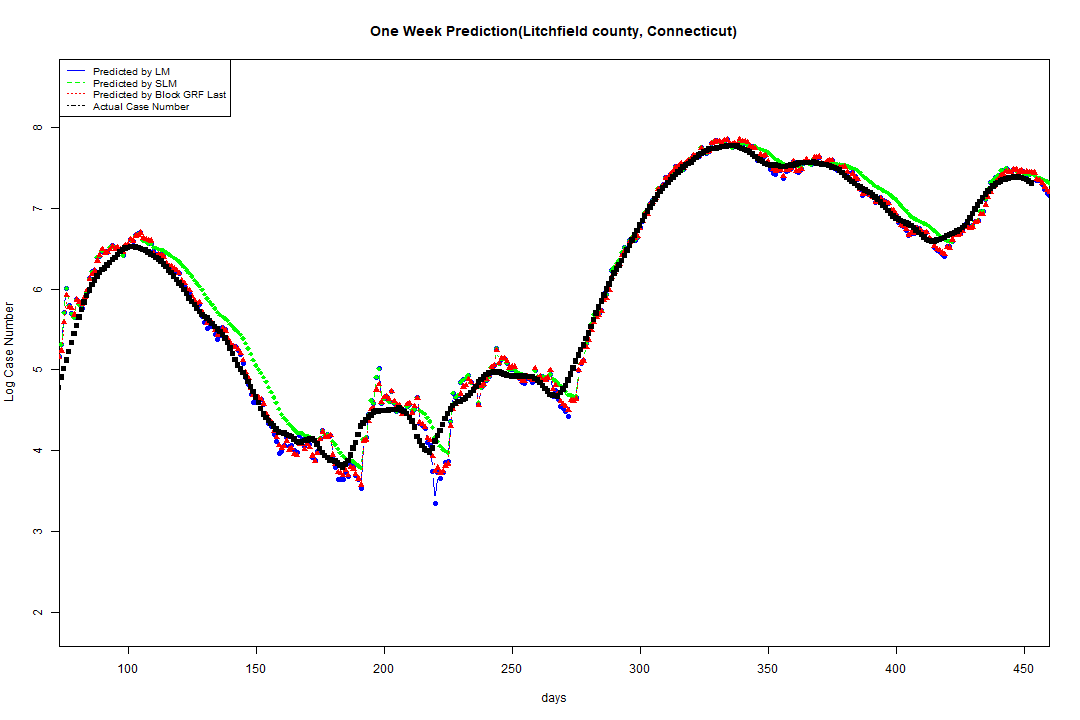 One Week Prediction(Litchfield county, Connecticut)
Predicted by LM
Predicted by SLM
Predicted by Block GRF Last
Actual Case Number
8
7
6
5
4
3
2
Log Case Number
100 150 200 250 300 350 400 450
days